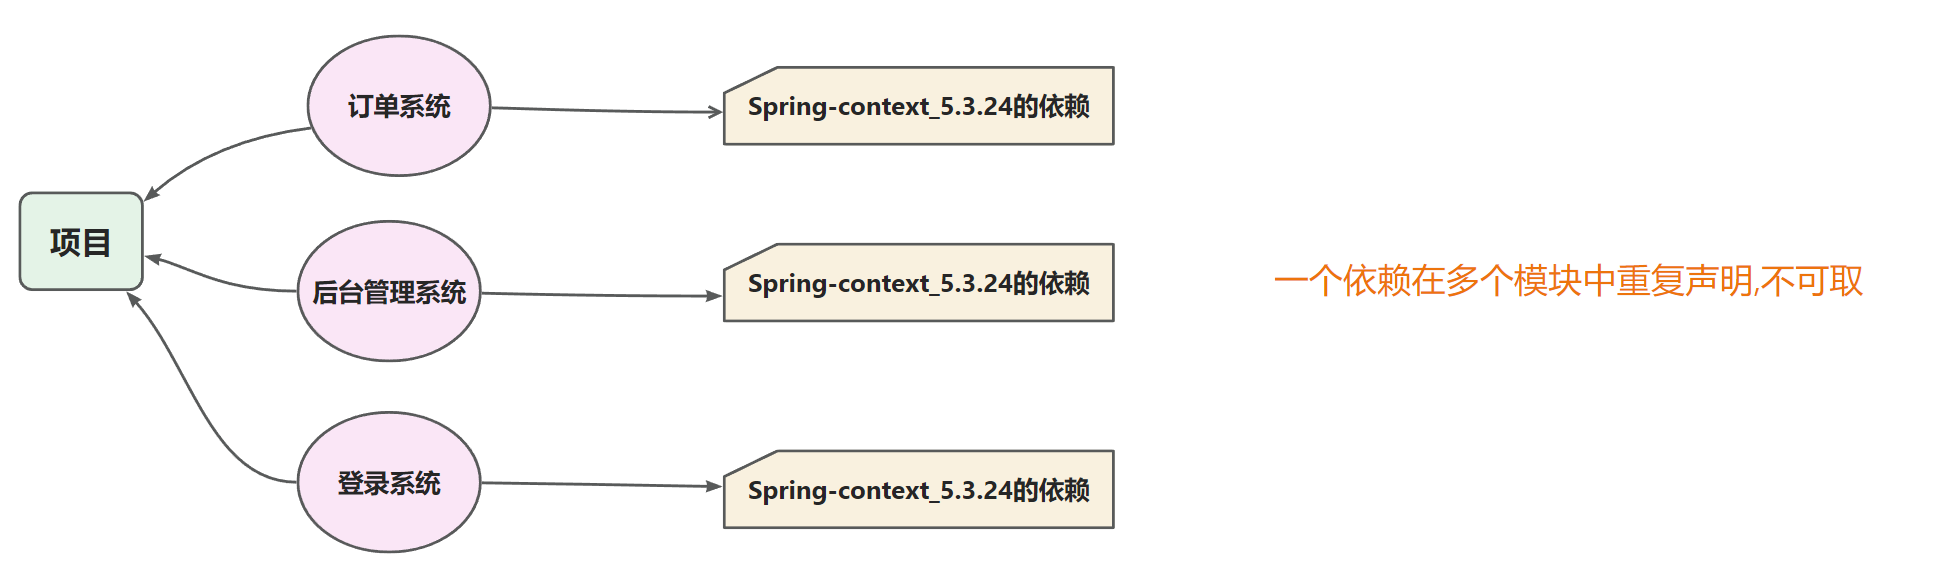 订单系统
Spring-context_5.3.24的依赖
项目
后台管理系统
Spring-context_5.3.24的依赖
一个依赖在多个模块中重复声明,不可取
登录系统
Spring-context_5.3.24的依赖